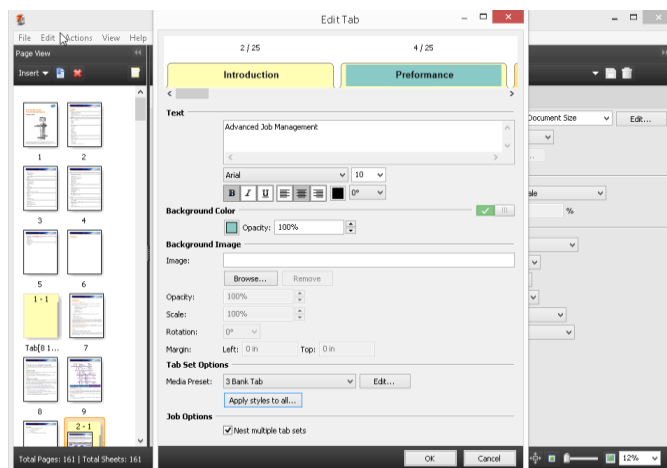 Edit Tab
File Edit Actions View Help
Page View
Insert
1
2
3
4
5
6
1 - 1
Tab[8 1...
7
8
9
2 - 1
Total Pages: 161 | Total Sheets: 161
2 / 25
4 / 25
Introduction
Preformance
Text
Advanced Job Management
Arial
10
B I U
0°
Background Color
Opacity: 100%
Background Image
Image:
Browse...
Remove
Opacity: 100%
Scale: 100%
Rotation: 0°
Margin: Left: 0 in Top: 0 in
Tab Set Options
Media Preset: 3 Bank Tab
Edit...
Apply styles to all...
Job Options
Nest multiple tab sets
OK
Cancel
Document Size
Edit...
%
12%